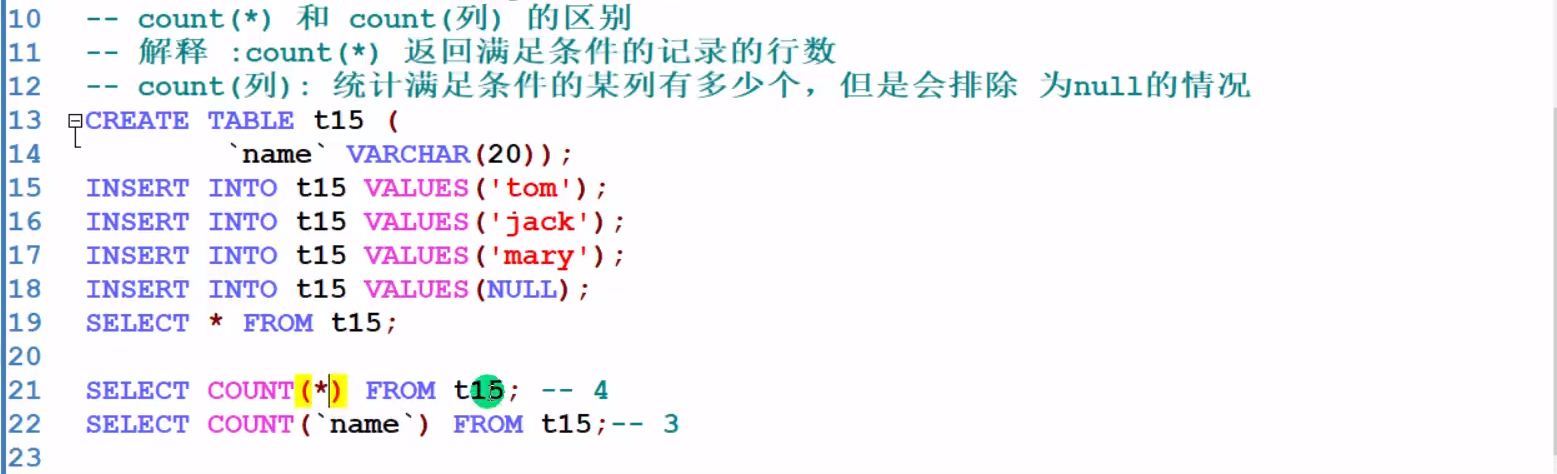 10 -- count(*) 和 count(列) 的区别
11 -- 解释 :count(*) 返回满足条件的记录的行数
12 -- count(列): 统计满足条件的某列有多少个，但是会排除 为null的情况
13 CREATE TABLE t15 (
14 `name` VARCHAR(20));
15 INSERT INTO t15 VALUES('tom');
16 INSERT INTO t15 VALUES('jack');
17 INSERT INTO t15 VALUES('mary');
18 INSERT INTO t15 VALUES(NULL);
19 SELECT * FROM t15;
20
21 SELECT COUNT(*) FROM t15; -- 4
22 SELECT COUNT(`name`) FROM t15;-- 3
23